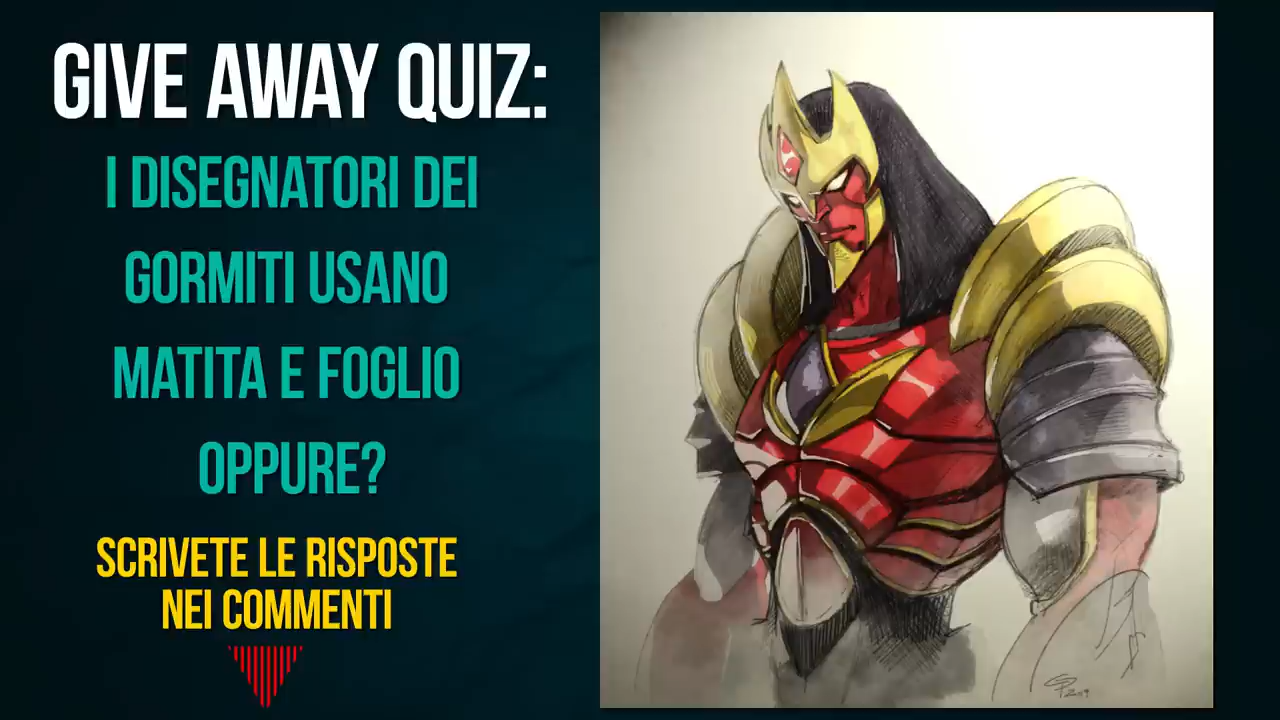 GIVE AWAY QUIZ:
I DISEGNATORI DEI
GORMITI USANO
MATITA E FOGLIO
OPPURE?
SCRIVETE LE RISPOSTE
NEI COMMENTI